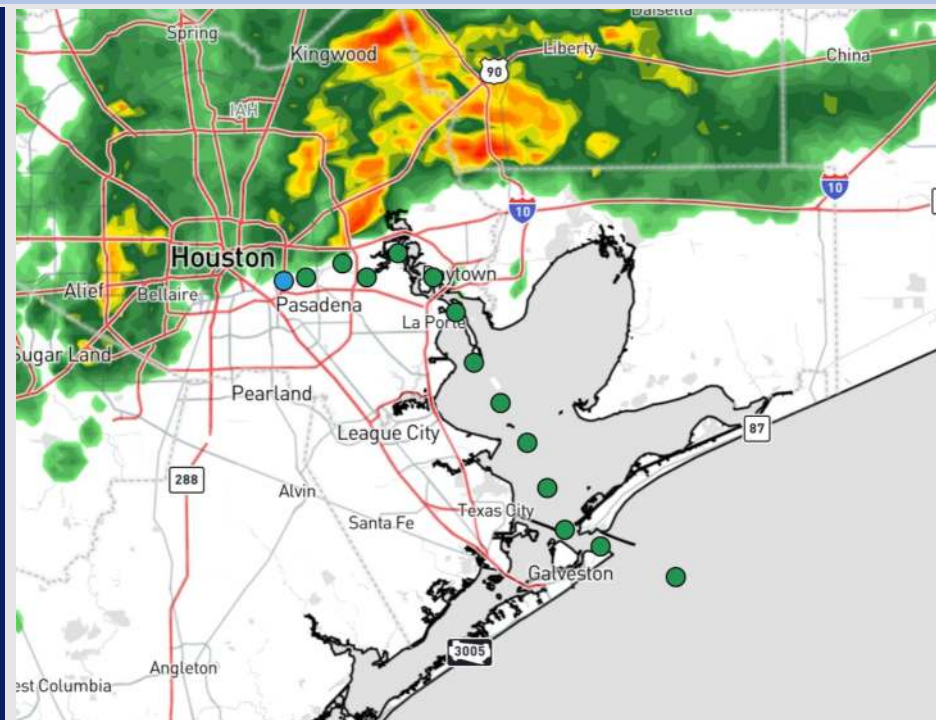 Daisetta
Spring
Kingwood
Liberty
China
90
IAH
10
10
Houston
Baytown
Alief
Bellaire
Pasadena
La Porte
Sugar Land
Pearland
League City
87
288
Alvin
Texas City
Santa Fe
Galveston
3005
Angleton
est Columbia